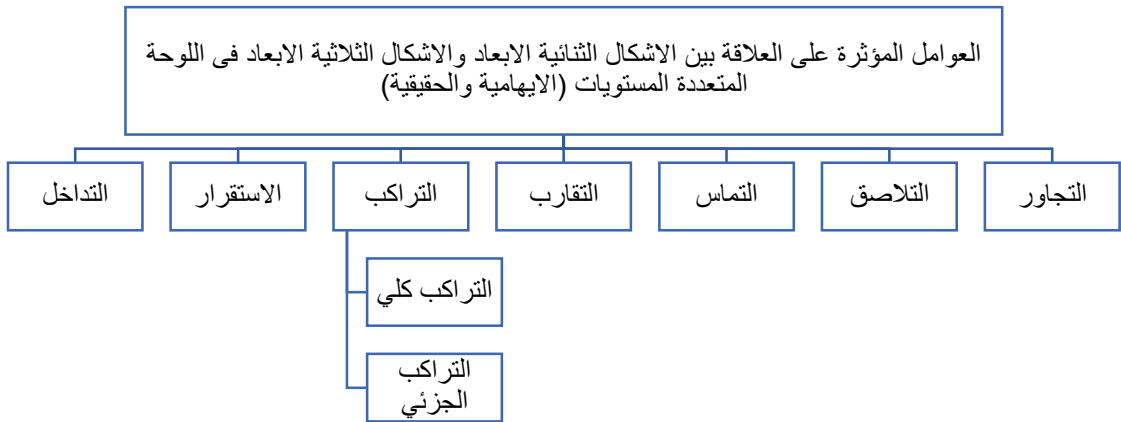 العوامل المؤثرة على العلاقة بين الاشكال الثنائية الابعاد والاشكال الثلاثية الابعاد فى اللوحة
المتعددة المستويات (الايهامية والحقيقية)
التجاور
التلاصق
التماس
التقارب
التراكب
الاستقرار
التداخل
التراكب كلي
التراكب
الجزئي